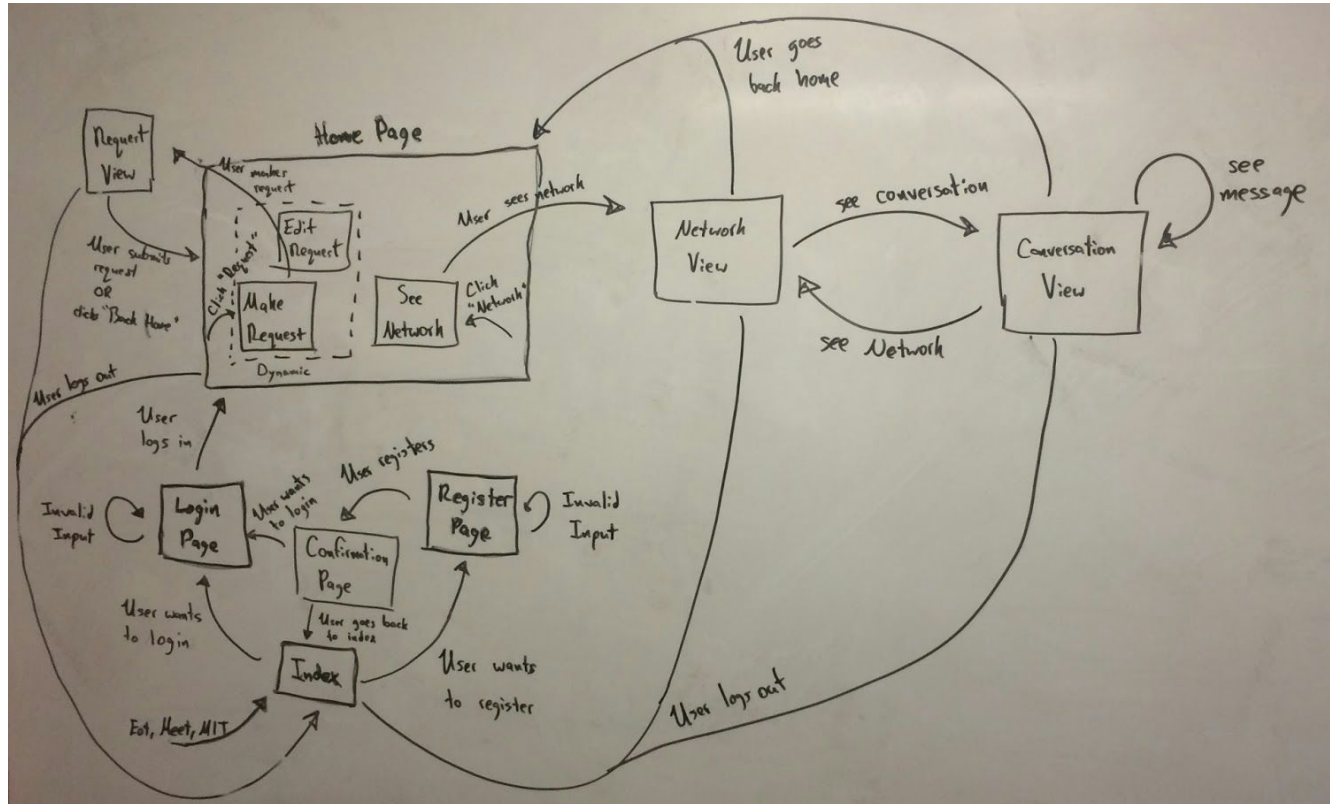 User goes
back home
Home Page
Request
View
User makes
request
User sees network
see
message
see conversation
Edit
Request
Network
View
Conversation
View
User submits
request
OR
clicks "Back Home"
Click "Request"
Make
Request
See
Network
Click
"Network"
see Network
Dynamic
User logs out
User
logs in
User registers
Invalid
Input
Login
Page
User wants
to login
Register
Page
Invalid
Input
Confirmation
Page
User wants
to login
User goes back
to index
Index
User wants
to register
User logs out
Eat, Meet, MIT